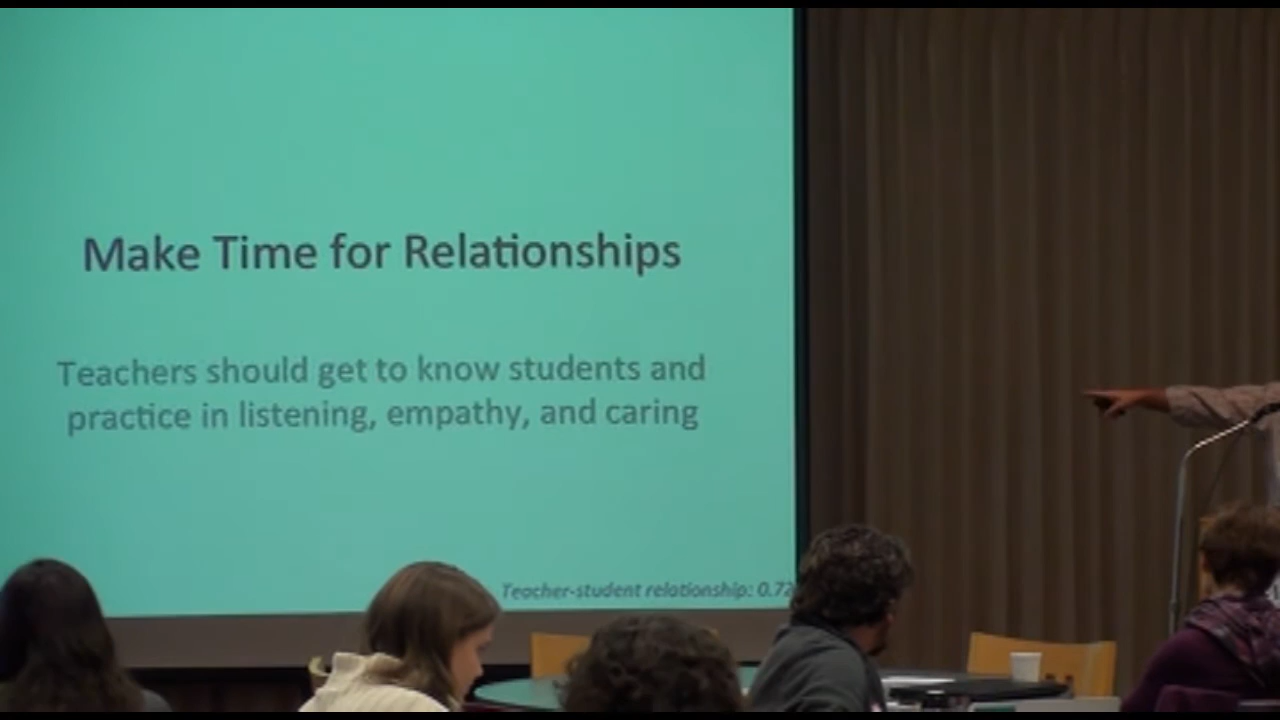 Make Time for Relationships
Teachers should get to know students and
practice in listening, empathy, and caring
Teacher-student relationship: 0.72